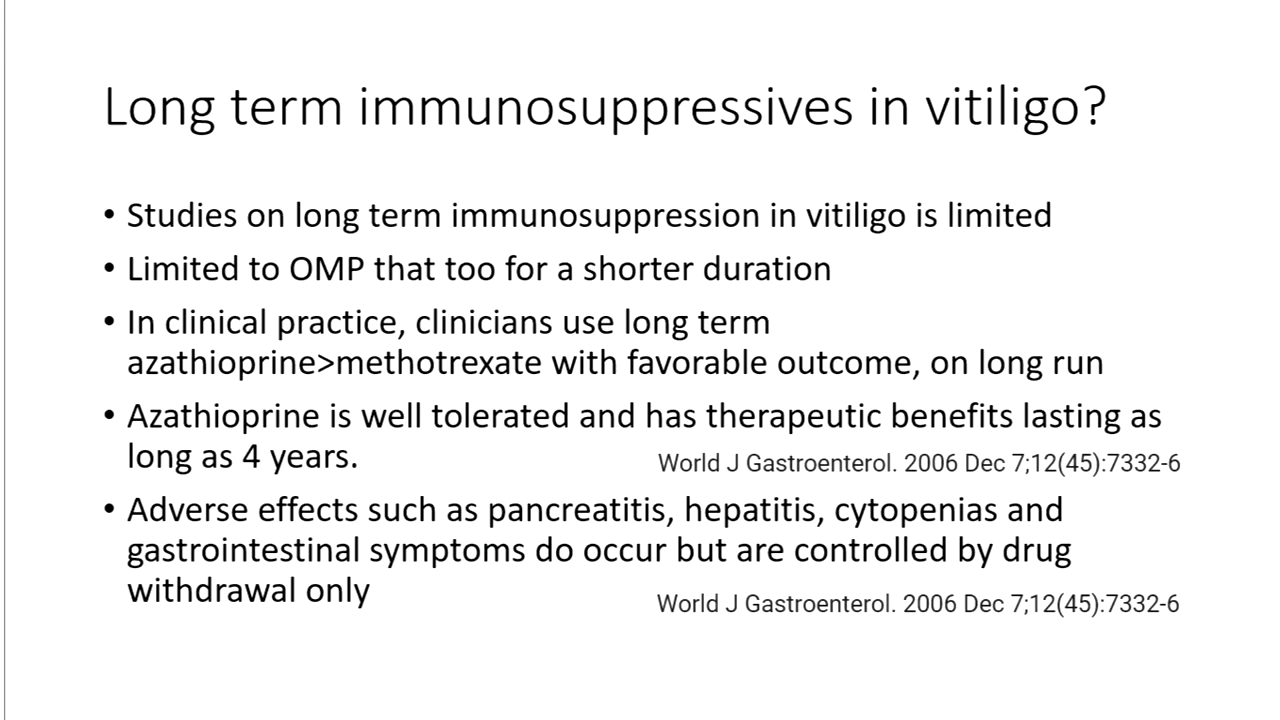 Long term immunosuppressives in vitiligo?
• Studies on long term immunosuppression in vitiligo is limited
• Limited to OMP that too for a shorter duration
• In clinical practice, clinicians use long term
azathioprine>methotrexate with favorable outcome, on long run
• Azathioprine is well tolerated and has therapeutic benefits lasting as
long as 4 years.
World J Gastroenterol. 2006 Dec 7;12(45):7332-6
• Adverse effects such as pancreatitis, hepatitis, cytopenias and
gastrointestinal symptoms do occur but are controlled by drug
withdrawal only
World J Gastroenterol. 2006 Dec 7;12(45):7332-6